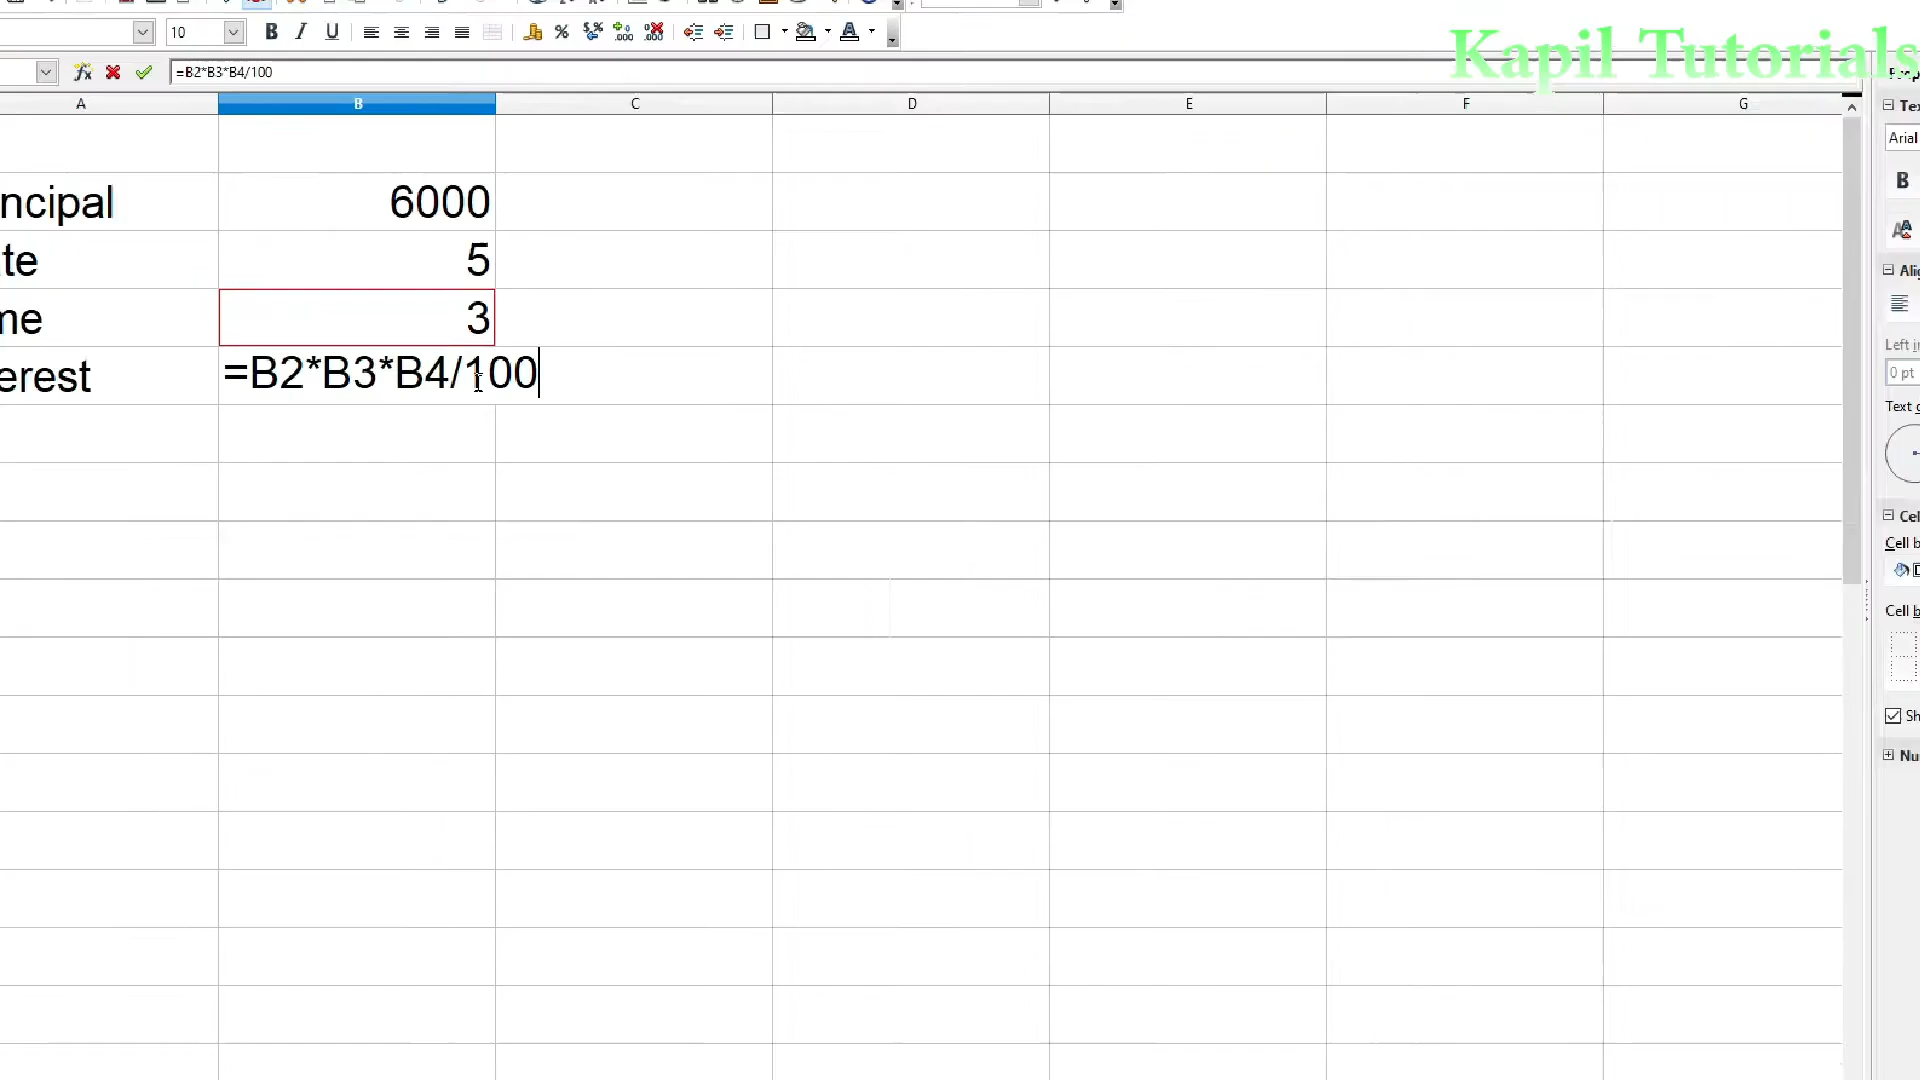 Kapil Tutorials
10
%
=B2*B3*B4/100
A B C D E F G
ncipal 6000
te 5
me 3
erest =B2*B3*B4/100
Arial
B
Left
0 pt
Text
Cell
Cell